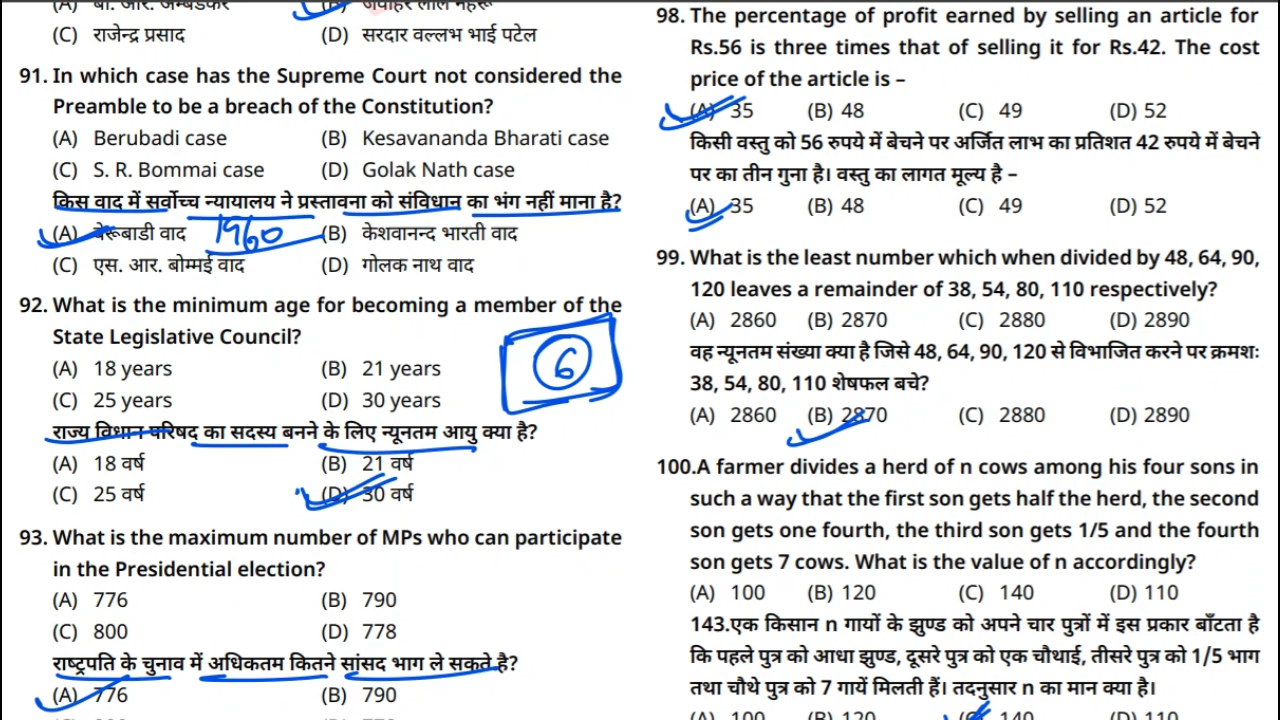 (A) बी. आर. अम्बेडकर (B) जवाहर लाल नेहरू
(C) राजेन्द्र प्रसाद (D) सरदार वल्लभ भाई पटेल
91. In which case has the Supreme Court not considered the
Preamble to be a breach of the Constitution?
(A) Berubadi case (B) Kesavananda Bharati case
(C) S. R. Bommai case (D) Golak Nath case
किस वाद में सर्वोच्च न्यायालय ने प्रस्तावना को संविधान का भंग नहीं माना है?
(A) बेरूबाडी वाद 1960 (B) केशवानन्द भारती वाद
(C) एस. आर. बोम्मई वाद (D) गोलक नाथ वाद
92. What is the minimum age for becoming a member of the
State Legislative Council?
(A) 18 years (B) 21 years
(C) 25 years (D) 30 years
6
राज्य विधान परिषद का सदस्य बनने के लिए न्यूनतम आयु क्या है?
(A) 18 वर्ष (B) 21 वर्ष
(C) 25 वर्ष (D) 30 वर्ष
93. What is the maximum number of MPs who can participate
in the Presidential election?
(A) 776 (B) 790
(C) 800 (D) 778
राष्ट्रपति के चुनाव में अधिकतम कितने सांसद भाग ले सकते है?
(A) 776 (B) 790
98. The percentage of profit earned by selling an article for
Rs.56 is three times that of selling it for Rs.42. The cost
price of the article is –
(A) 35 (B) 48 (C) 49 (D) 52
किसी वस्तु को 56 रुपये में बेचने पर अर्जित लाभ का प्रतिशत 42 रुपये में बेचने
पर का तीन गुना है। वस्तु का लागत मूल्य है –
(A) 35 (B) 48 (C) 49 (D) 52
99. What is the least number which when divided by 48, 64, 90,
120 leaves a remainder of 38, 54, 80, 110 respectively?
(A) 2860 (B) 2870 (C) 2880 (D) 2890
वह न्यूनतम संख्या क्या है जिसे 48, 64, 90, 120 से विभाजित करने पर क्रमशः
38, 54, 80, 110 शेषफल बचे?
(A) 2860 (B) 2870 (C) 2880 (D) 2890
100.A farmer divides a herd of n cows among his four sons in
such a way that the first son gets half the herd, the second
son gets one fourth, the third son gets 1/5 and the fourth
son gets 7 cows. What is the value of n accordingly?
(A) 100 (B) 120 (C) 140 (D) 110
143.एक किसान n गायों के झुण्ड को अपने चार पुत्रों में इस प्रकार बाँटता है
कि पहले पुत्र को आधा झुण्ड, दूसरे पुत्र को एक चौथाई, तीसरे पुत्र को 1/5 भाग
तथा चौथे पुत्र को 7 गायें मिलती हैं। तदनुसार n का मान क्या है।
(A) 100 (B) 120 (C) 140 (D) 110